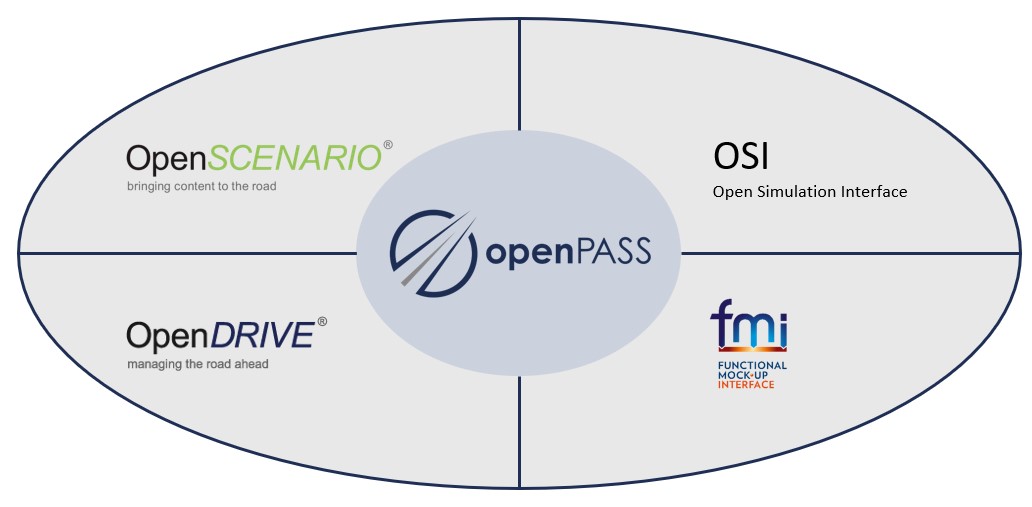 OpenSCENARIO®
bringing content to the road
OSI
Open Simulation Interface
openPASS
OpenDRIVE®
managing the road ahead
fmi
FUNCTIONAL
MOCK-UP
INTERFACE